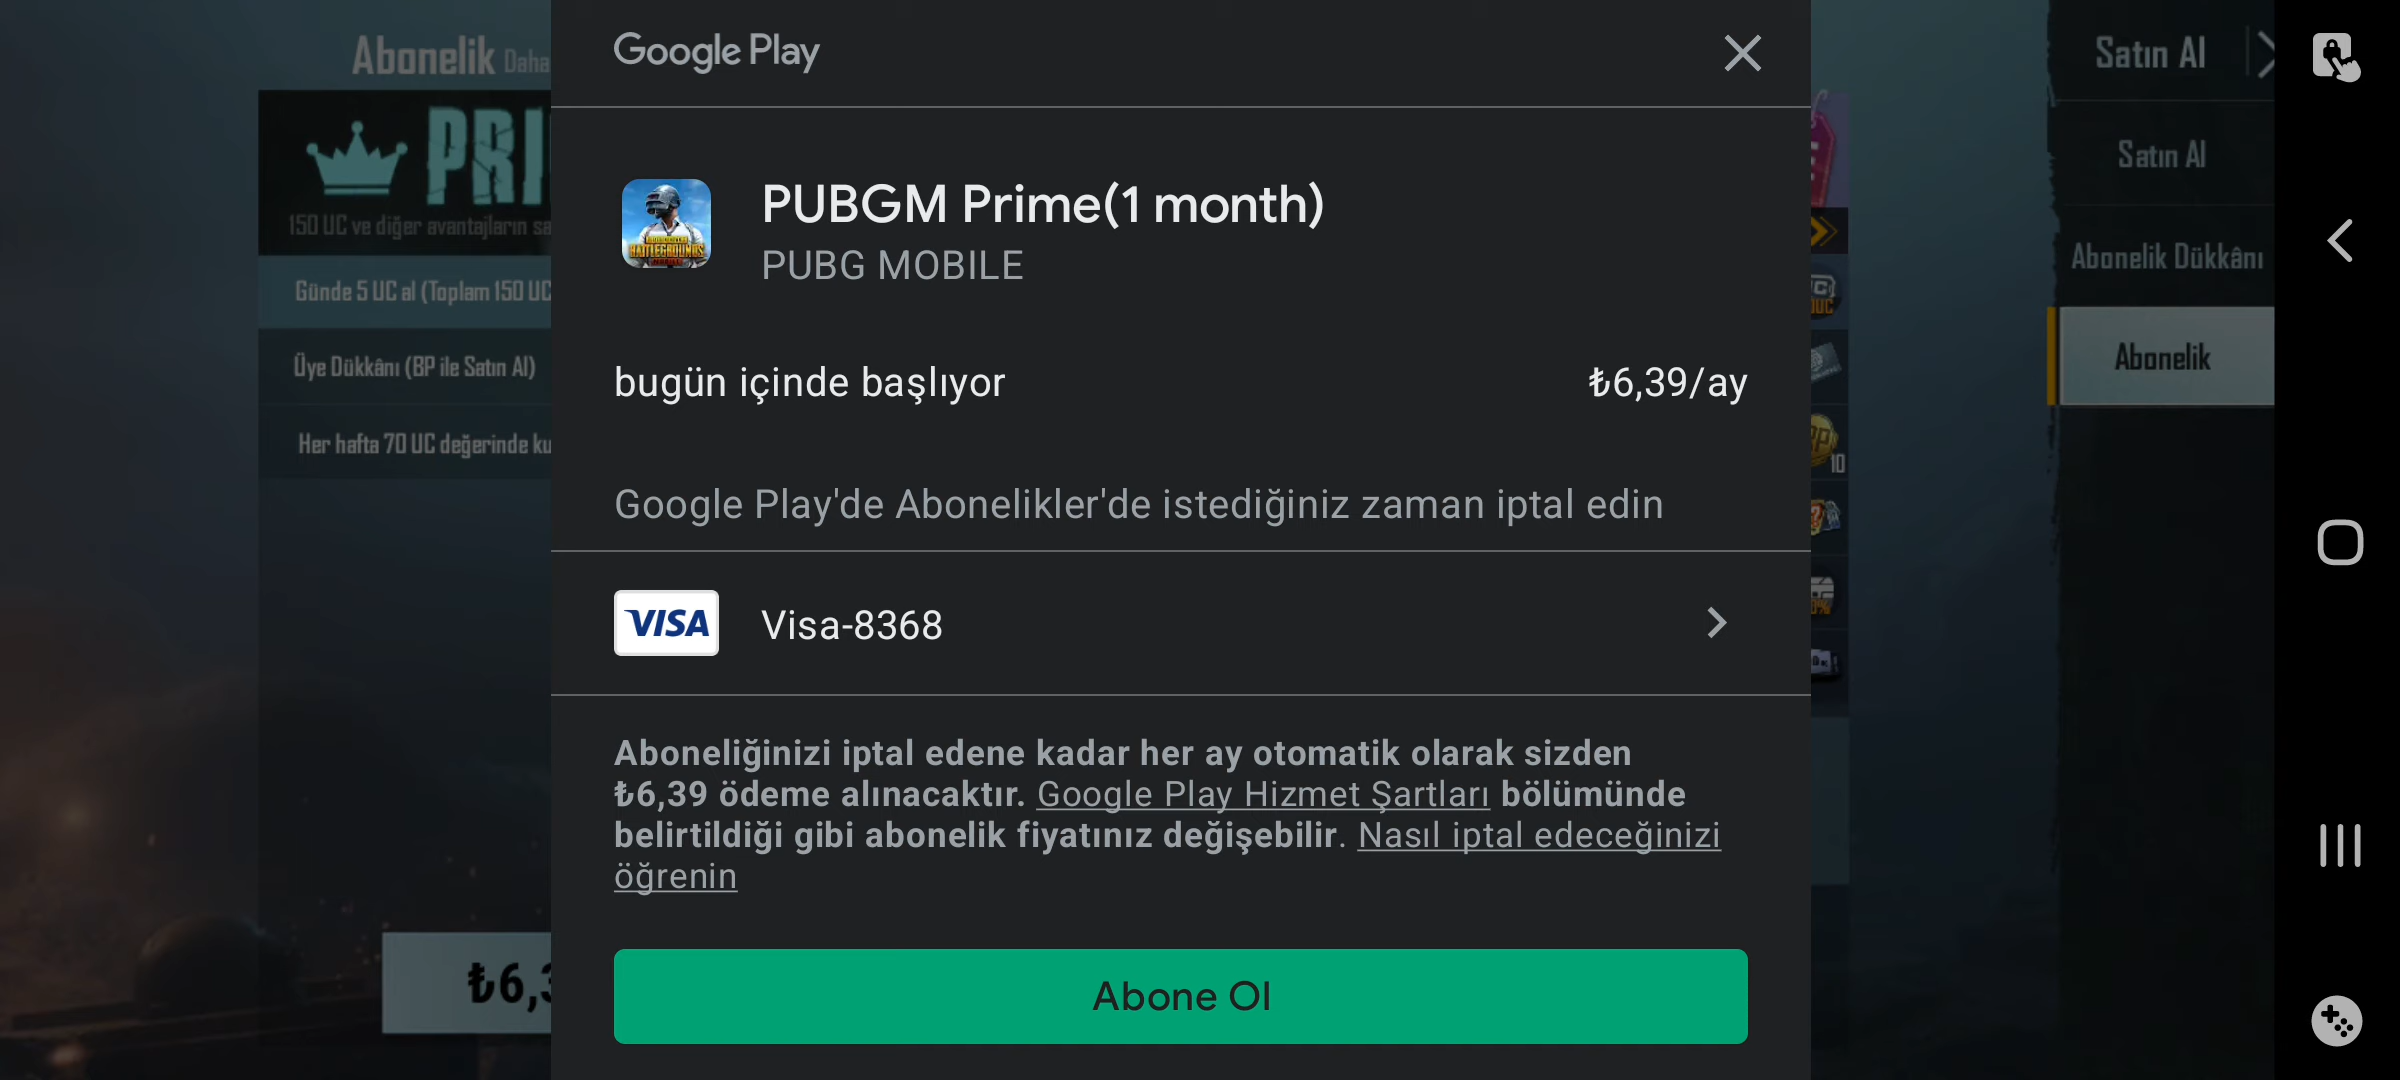 Abonelik Daha
PRI
150 UC ve diğer avantajların sa
Günde 5 UC al (Toplam 150 UC
Üye Dükkânı (BP ile Satın Al)
Her hafta 70 UC değerinde ku
₺6,3
Google Play
PUBGM Prime(1 month)
PUBG MOBILE
bugün içinde başlıyor
₺6,39/ay
Google Play'de Abonelikler'de istediğiniz zaman iptal edin
VISA
Visa-8368
Aboneliğinizi iptal edene kadar her ay otomatik olarak sizden
₺6,39 ödeme alınacaktır. Google Play Hizmet Şartları bölümünde
belirtildiği gibi abonelik fiyatınız değişebilir. Nasıl iptal edeceğinizi
öğrenin
Abone Ol
10
Satın Al
Satın Al
Abonelik Dükkânı
Abonelik